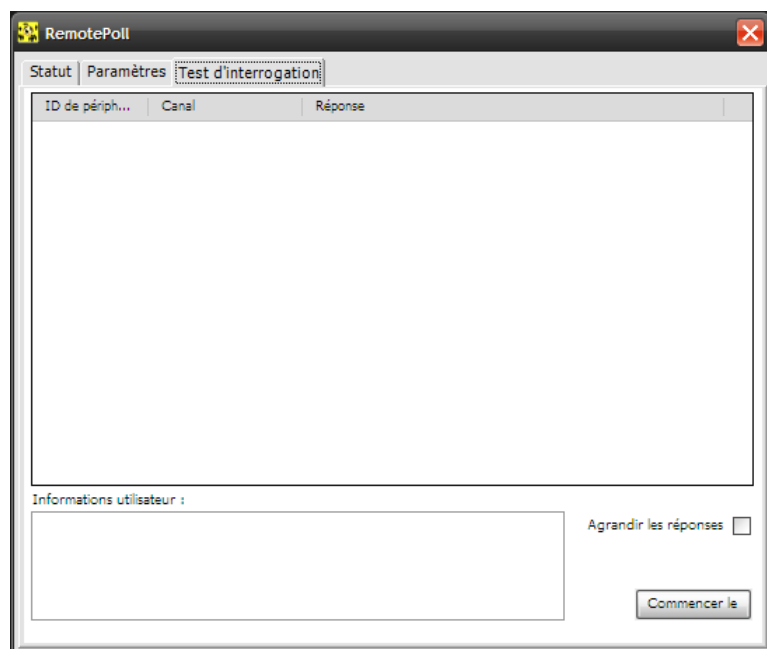 RemotePoll
Statut Paramètres Test d'interrogation
ID de périph... Canal Réponse
Informations utilisateur :
Agrandir les réponses
Commencer le